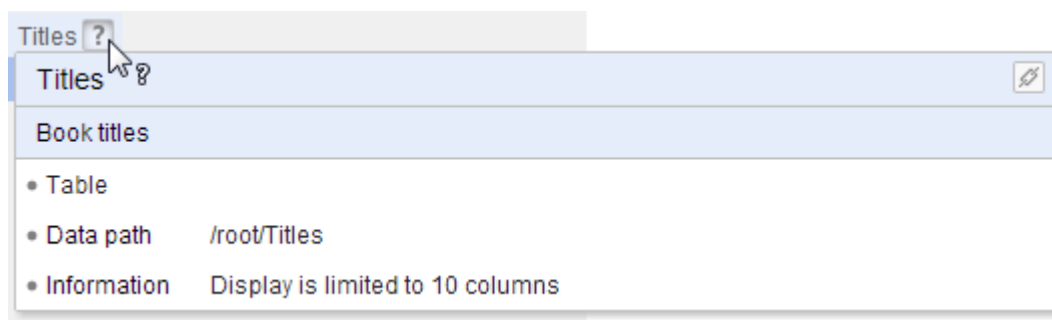 Titles ?
Titles
Book titles
Table
Data path /root/Titles
Information Display is limited to 10 columns